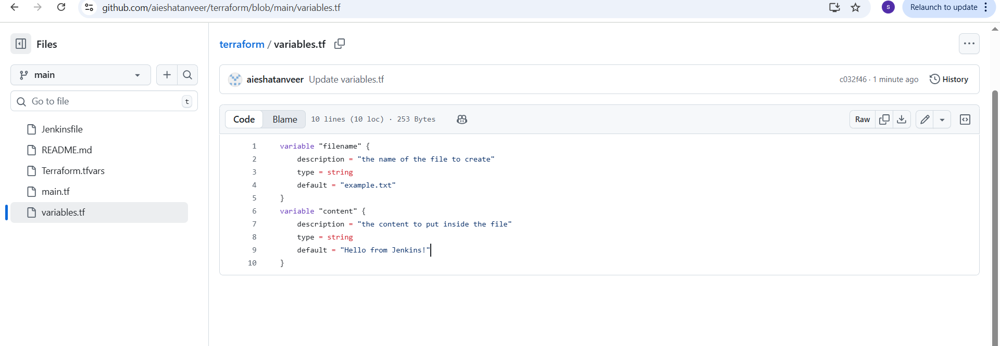 github.com/aieshatanveer/terraform/blob/main/variables.tf
S
Relaunch to update
Files
main
Go to file
t
Jenkinsfile
README.md
Terraform.tfvars
main.tf
variables.tf
terraform / variables.tf
aieshatanveer Update variables.tf
c032f46 · 1 minute ago
History
Code Blame 10 lines (10 loc) · 253 Bytes
Raw
1 variable "filename" {
2 description = "the name of the file to create"
3 type = string
4 default = "example.txt"
5 }
6 variable "content" {
7 description = "the content to put inside the file"
8 type = string
9 default = "Hello from Jenkins!"
10 }